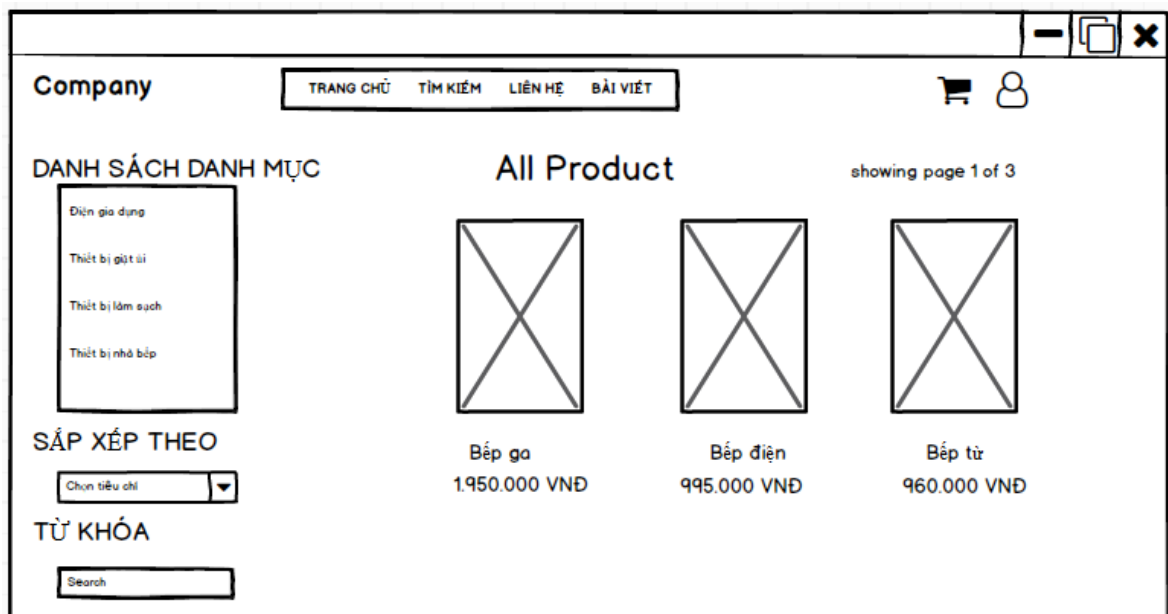 Company
TRANG CHỦ TÌM KIẾM LIÊN HỆ BÀI VIẾT
DANH SÁCH DANH MỤC
Điện gia dụng
Thiết bị giặt ủi
Thiết bị làm sạch
Thiết bị nhà bếp
SẮP XẾP THEO
Chọn tiêu chí
TỪ KHÓA
Search
All Product
showing page 1 of 3
Bếp ga
1.950.000 VNĐ
Bếp điện
995.000 VNĐ
Bếp từ
960.000 VNĐ